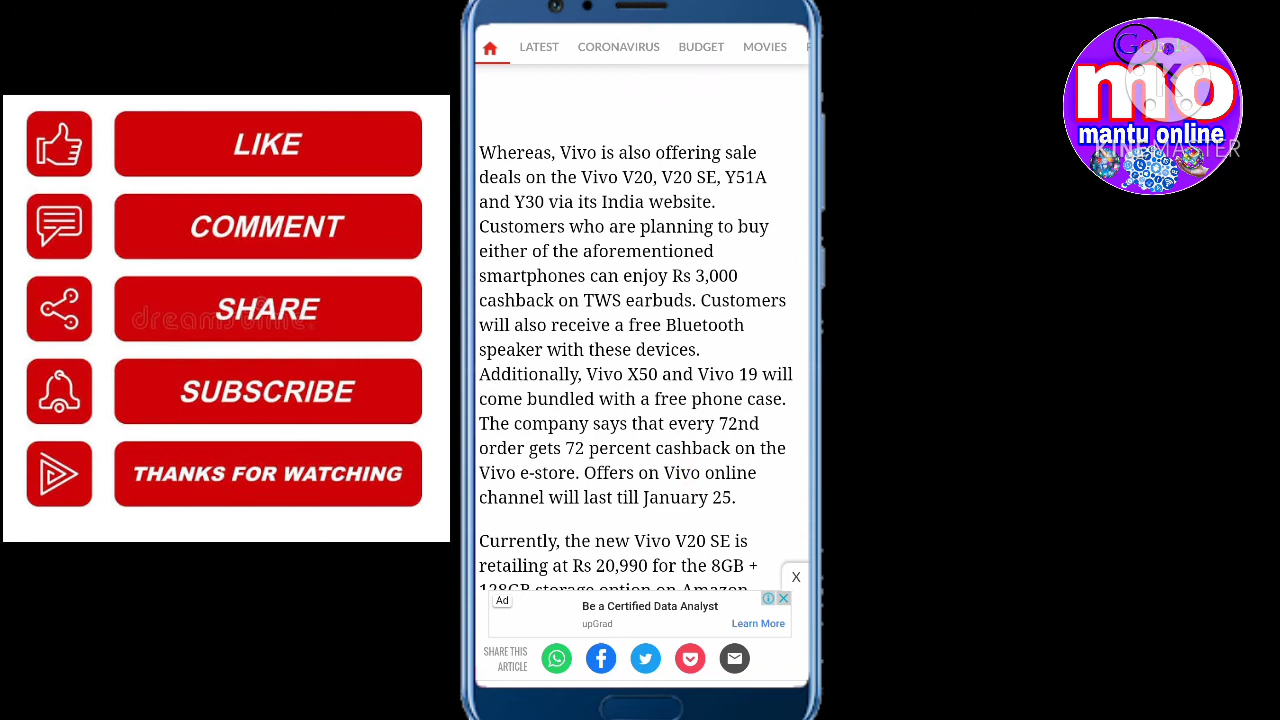 LIKE
COMMENT
SHARE
SUBSCRIBE
THANKS FOR WATCHING
LATEST CORONAVIRUS BUDGET MOVIES
Whereas, Vivo is also offering sale
deals on the Vivo V20, V20 SE, Y51A
and Y30 via its India website.
Customers who are planning to buy
either of the aforementioned
smartphones can enjoy Rs 3,000
cashback on TWS earbuds. Customers
will also receive a free Bluetooth
speaker with these devices.
Additionally, Vivo X50 and Vivo 19 will
come bundled with a free phone case.
The company says that every 72nd
order gets 72 percent cashback on the
Vivo e-store. Offers on Vivo online
channel will last till January 25.
Currently, the new Vivo V20 SE is
retailing at Rs 20,990 for the 8GB +
128GB storage option on Amazon
X
Ad
Be a Certified Data Analyst
upGrad
Learn More
SHARE THIS
ARTICLE
mo
mantu online
KINEMASTER